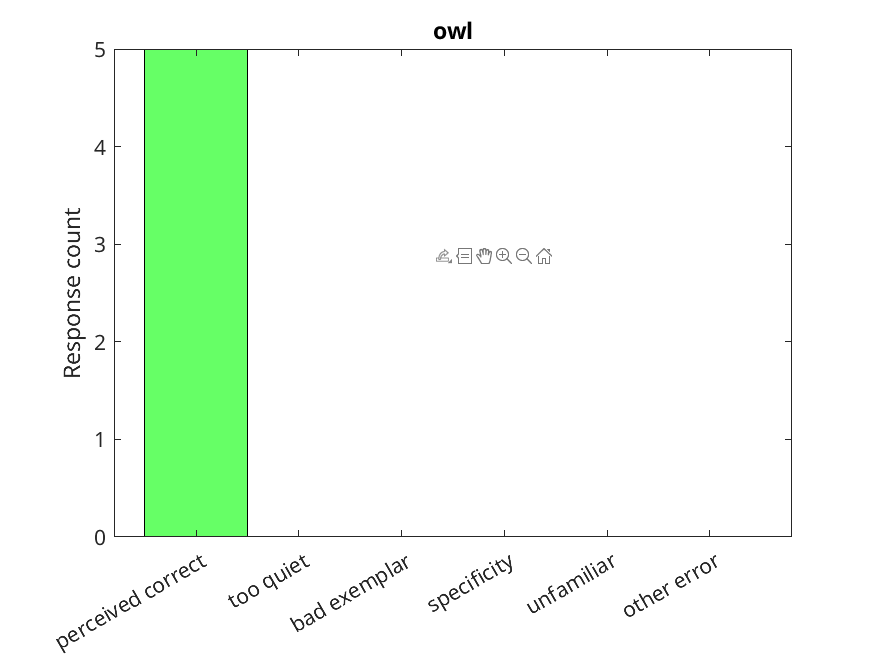 owl
5
4
3
2
1
0
Response count
perceived correct
too quiet
bad exemplar
specificity
unfamiliar
other error